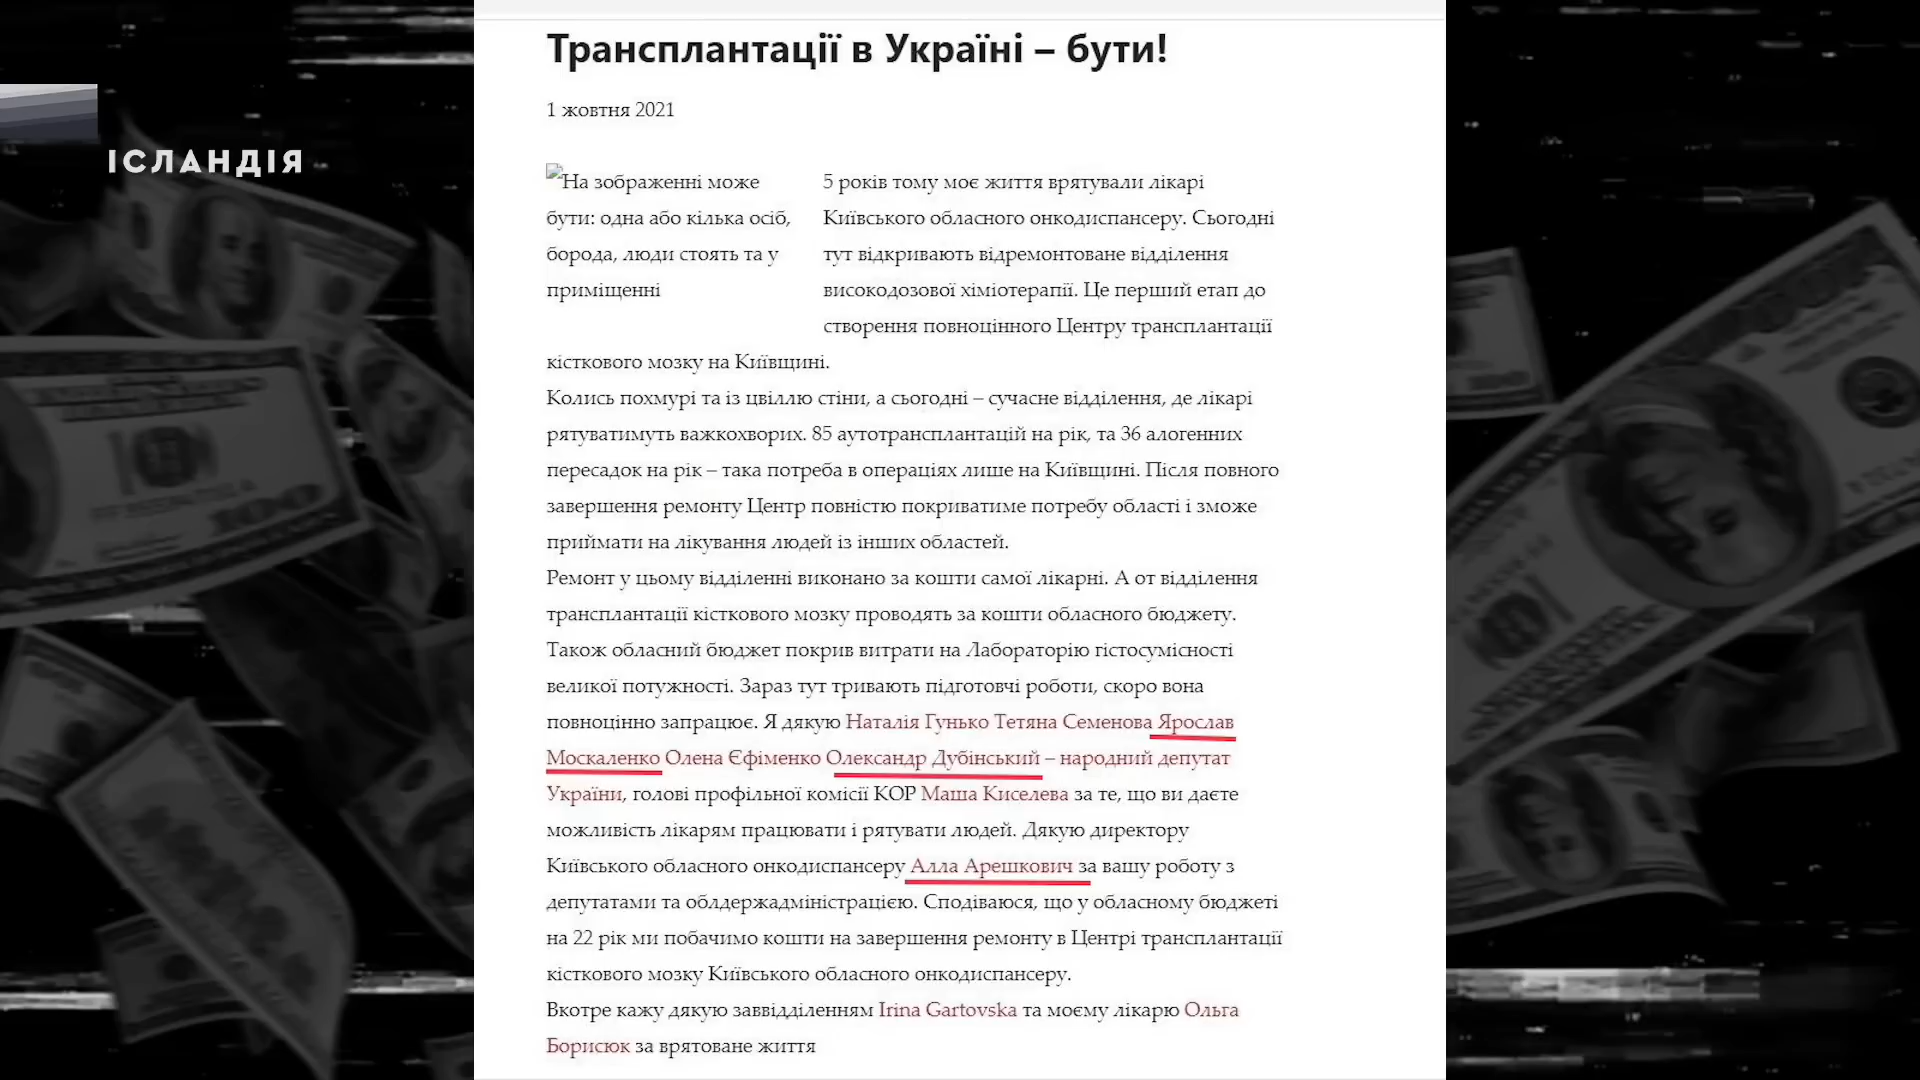 Трансплантації в Україні – бути!
1 жовтня 2021
ІСЛАНДІЯ
На зображенні може
бути: одна або кілька осіб,
борода, люди стоять та у
приміщенні
5 років тому моє життя врятували лікарі
Київського обласного онкодиспансеру. Сьогодні
тут відкривають відремонтоване відділення
високодозової хіміотерапії. Це перший етап до
створення повноцінного Центру трансплантації
кісткового мозку на Київщині.
Колись похмурі та із цвіллю стіни, а сьогодні – сучасне відділення, де лікарі
рятуватимуть важкохворих. 85 аутотрансплантацій на рік, та 36 алогенних
пересадок на рік – така потреба в операціях лише на Київщині. Після повного
завершення ремонту Центр повністю покриватиме потребу області і зможе
приймати на лікування людей із інших областей.
Ремонт у цьому відділенні виконано за кошти самої лікарні. А от відділення
трансплантації кісткового мозку проводять за кошти обласного бюджету.
Також обласний бюджет покрив витрати на Лабораторію гістосумісності
великої потужності. Зараз тут тривають підготовчі роботи, скоро вона
повноцінно запрацює. Я дякую Наталія Гунько Тетяна Семенова Ярослав
Москаленко Олена Єфіменко Олександр Дубінський – народний депутат
України, голові профільної комісії КОР Маша Киселева за те, що ви даєте
можливість лікарям працювати і рятувати людей. Дякую директору
Київського обласного онкодиспансеру Алла Арешкович за вашу роботу з
депутатами та облдержадміністрацією. Сподіваюся, що у обласному бюджеті
на 22 рік ми побачимо кошти на завершення ремонту в Центрі трансплантації
кісткового мозку Київського обласного онкодиспансеру.
Вкотре кажу дякую заввідділенням Irina Gartovska та моєму лікарю Ольга
Борисюк за врятоване життя